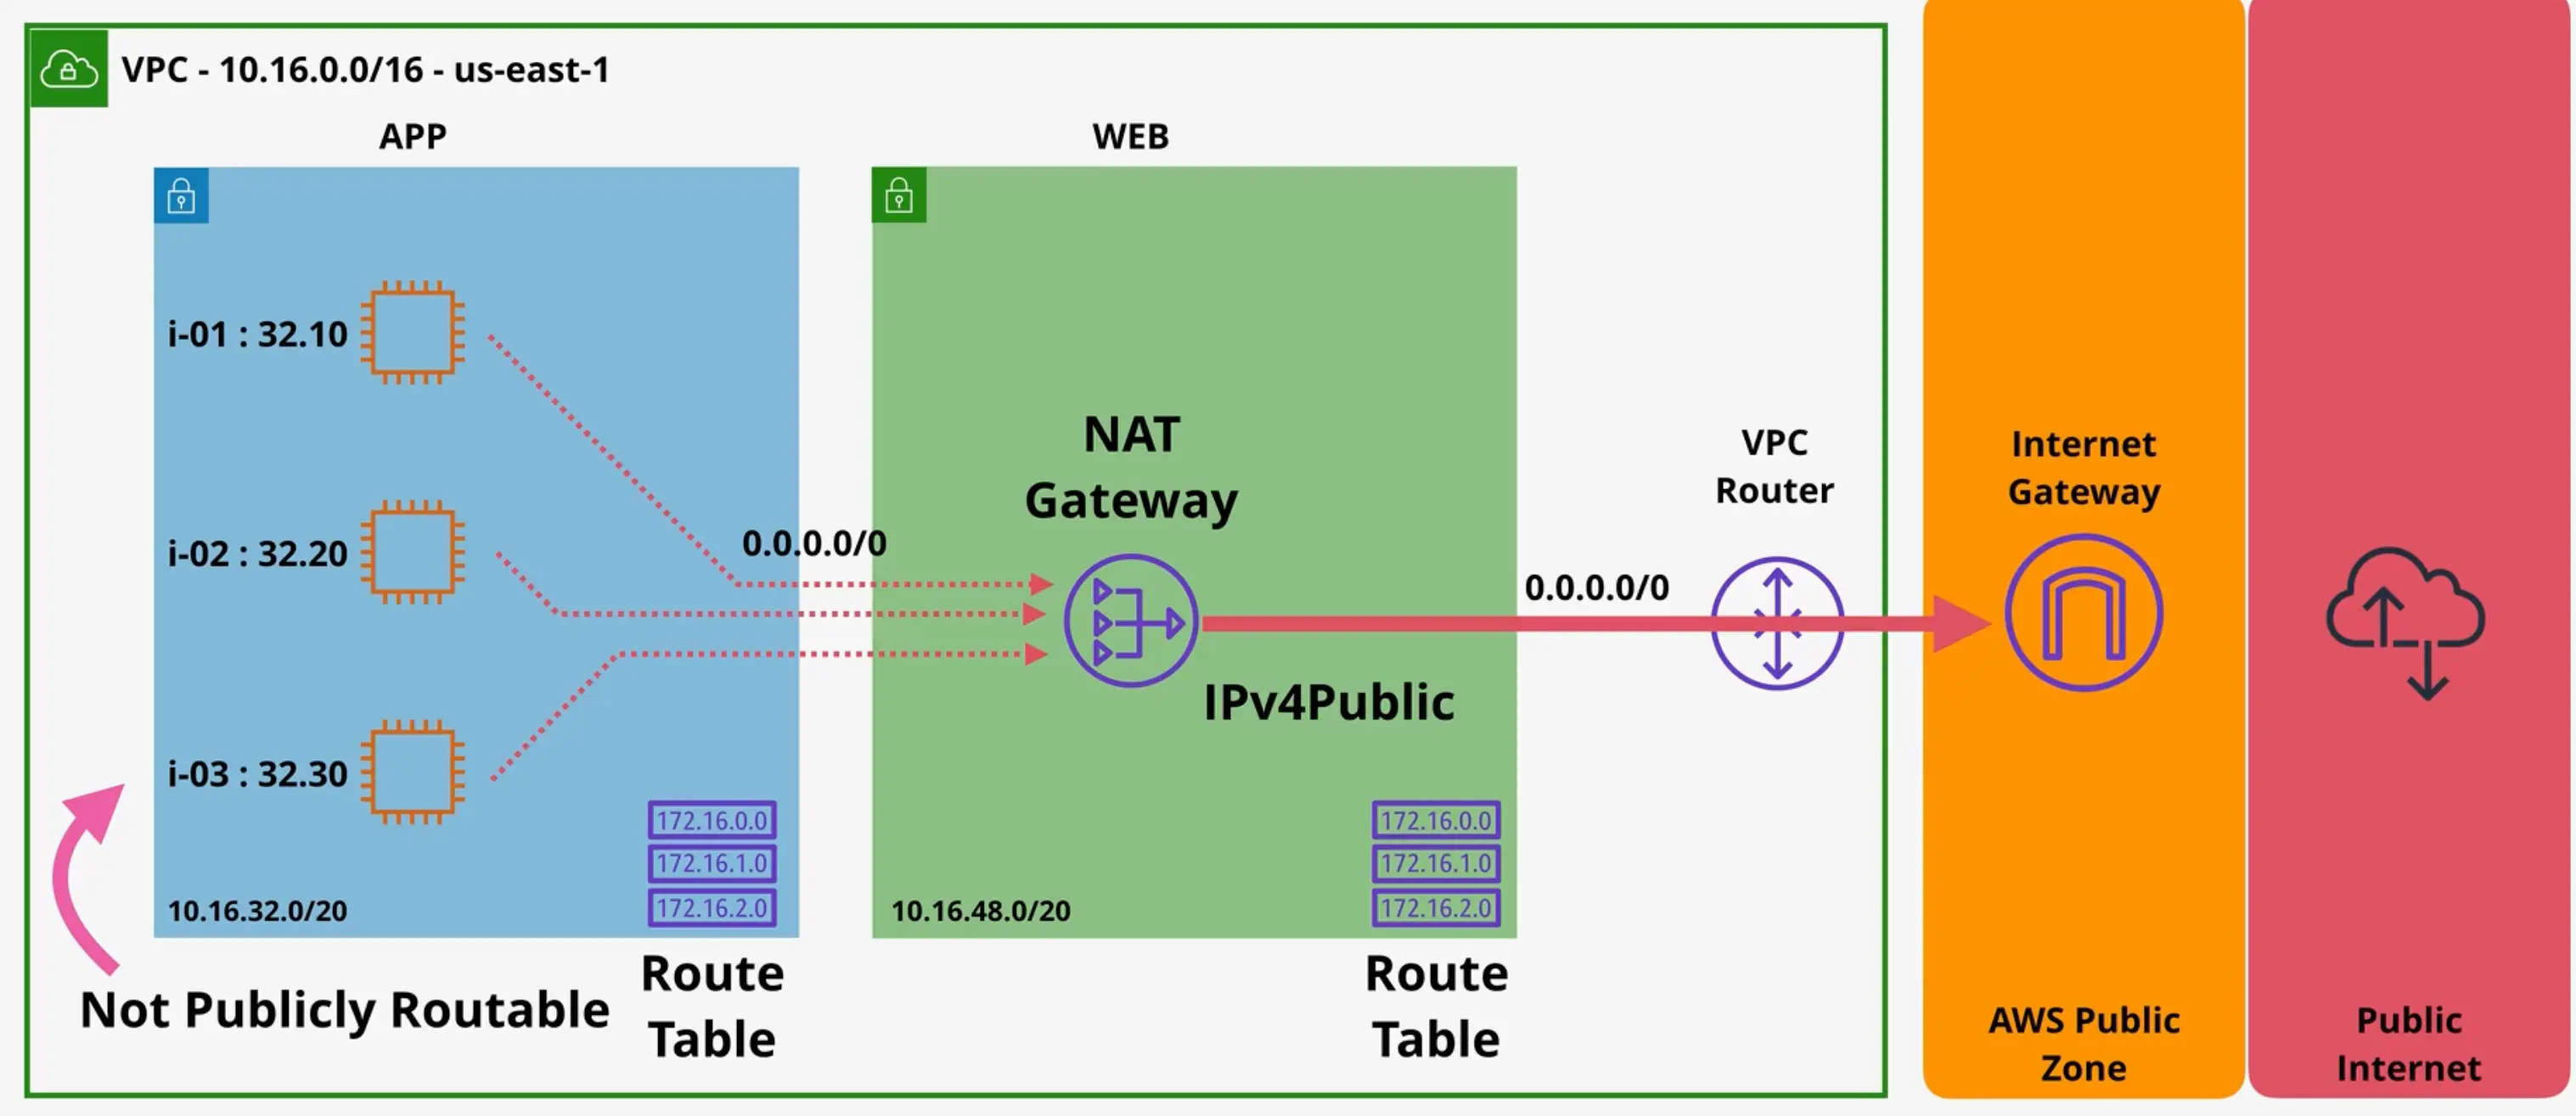 VPC - 10.16.0.0/16 - us-east-1
APP
i-01 : 32.10
i-02 : 32.20
i-03 : 32.30
10.16.32.0/20
172.16.0.0
172.16.1.0
172.16.2.0
Route
Table
Not Publicly Routable
0.0.0.0/0
WEB
NAT
Gateway
IPv4Public
10.16.48.0/20
172.16.0.0
172.16.1.0
172.16.2.0
Route
Table
0.0.0.0/0
VPC
Router
Internet
Gateway
AWS Public
Zone
Public
Internet